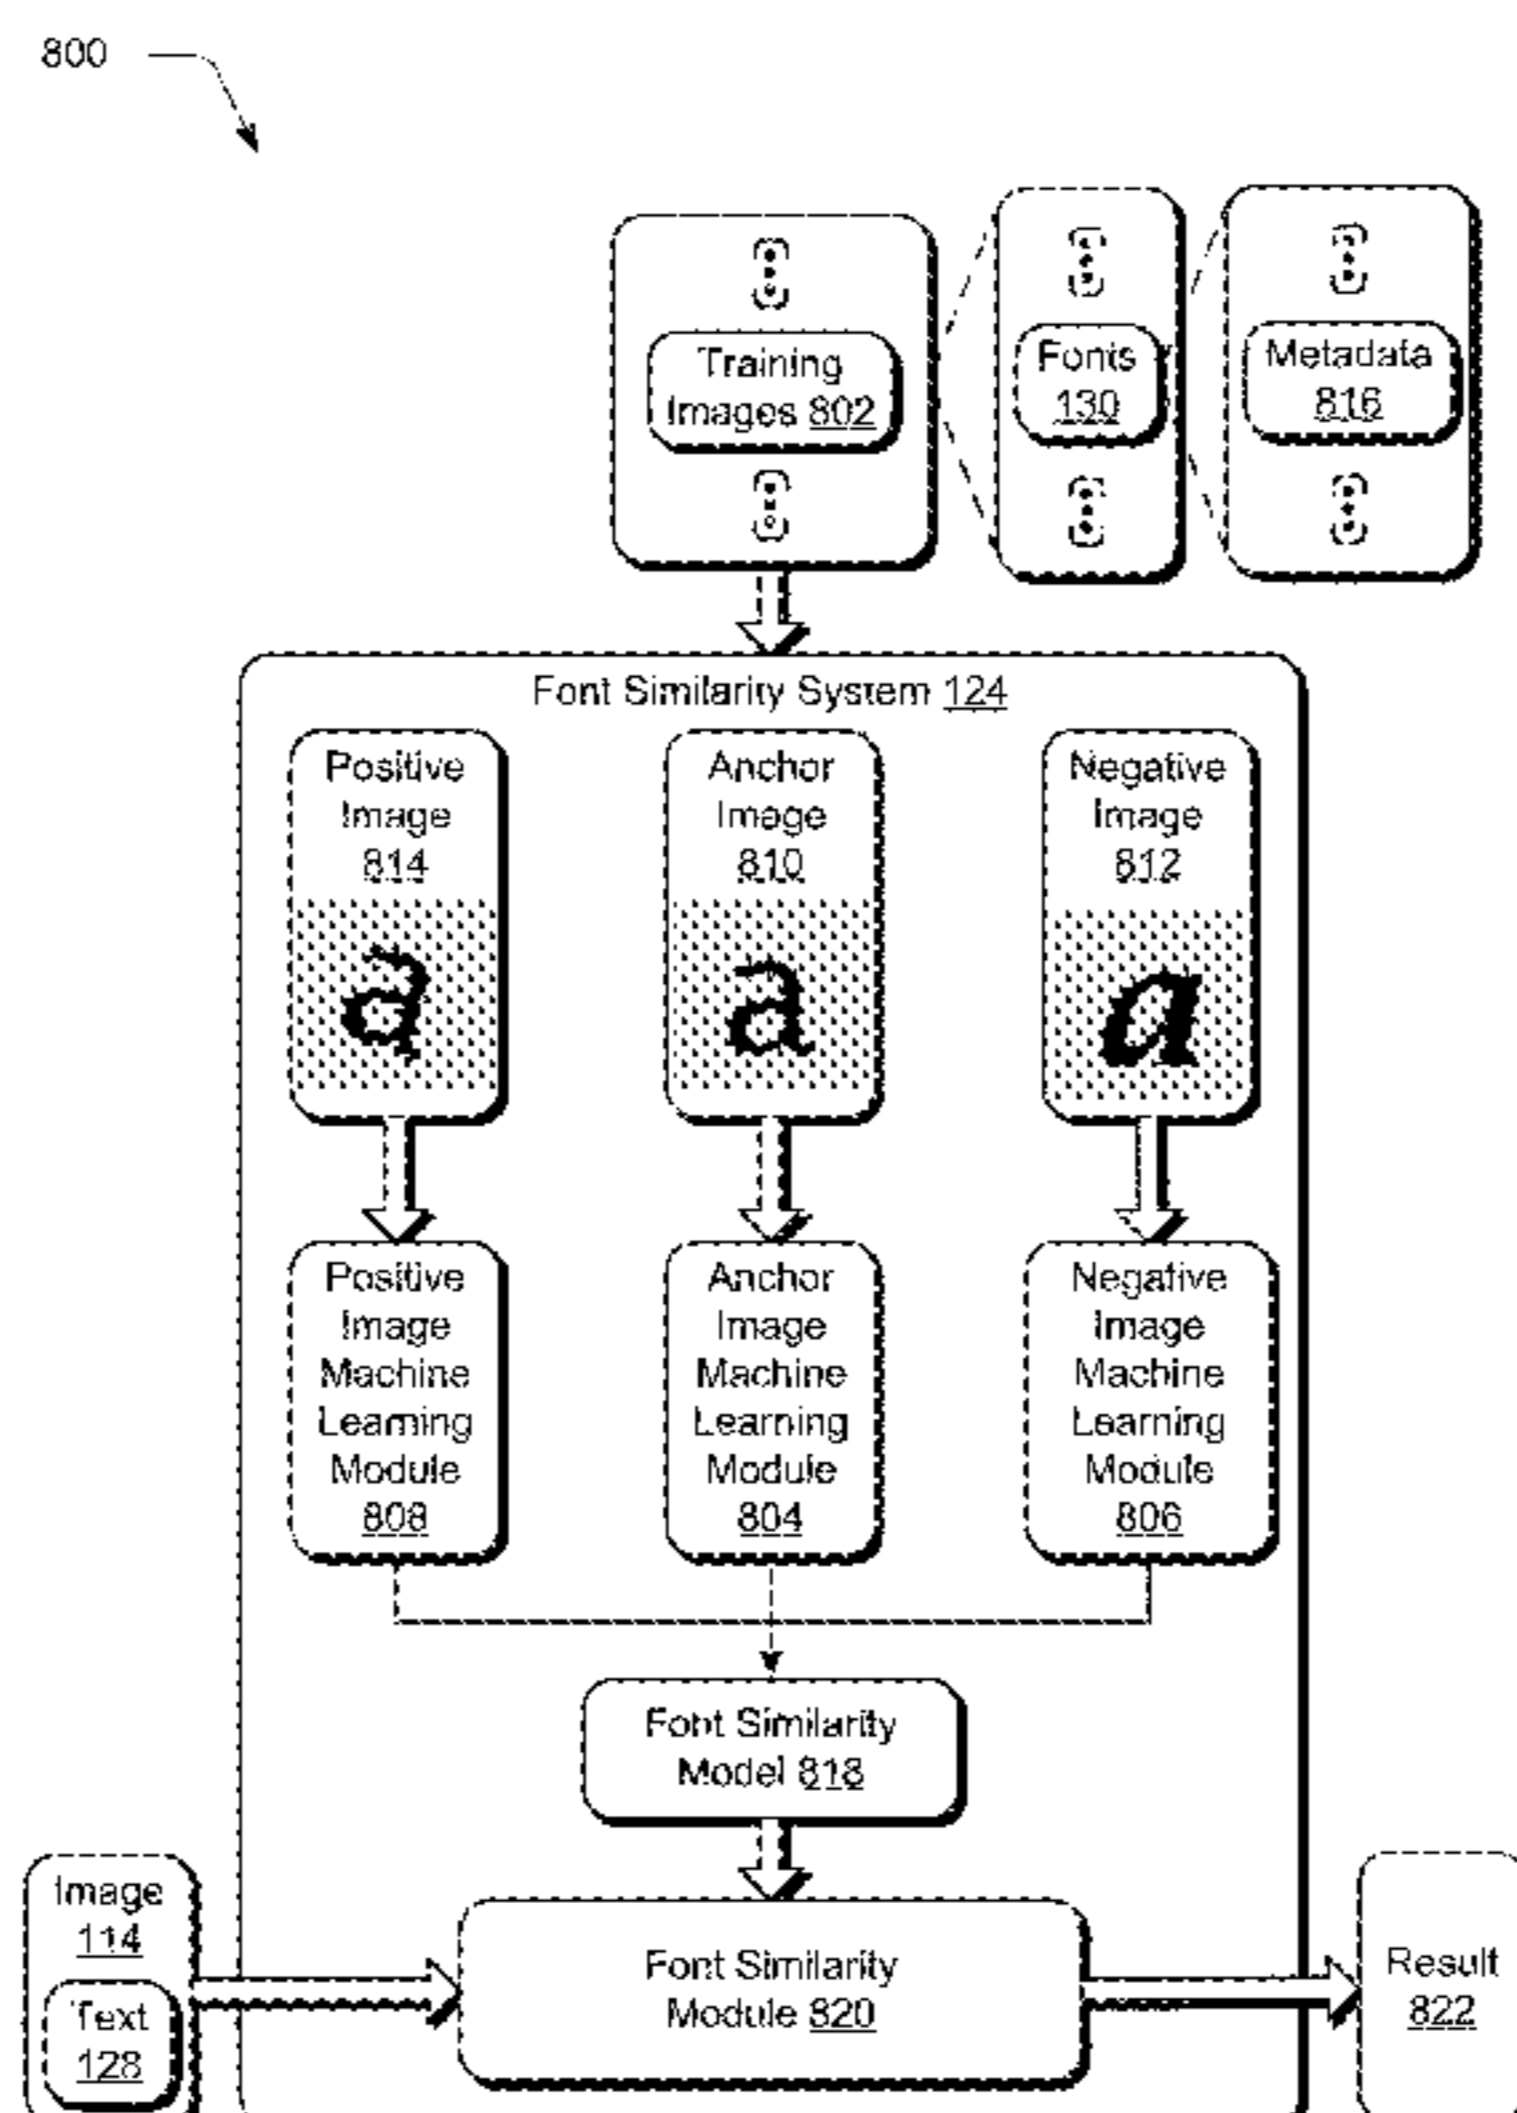 800
Training
Images 802
Fonts
130
Metadata
816
Font Similarity System 124
Positive
Image
814
a
Anchor
Image
810
a
Negative
Image
812
a
Positive
Image
Machine
Learning
Module
808
Anchor
Image
Machine
Learning
Module
804
Negative
Image
Machine
Learning
Module
806
Font Similarity
Model 818
Image
114
Text
128
Font Similarity
Module 820
Result
822